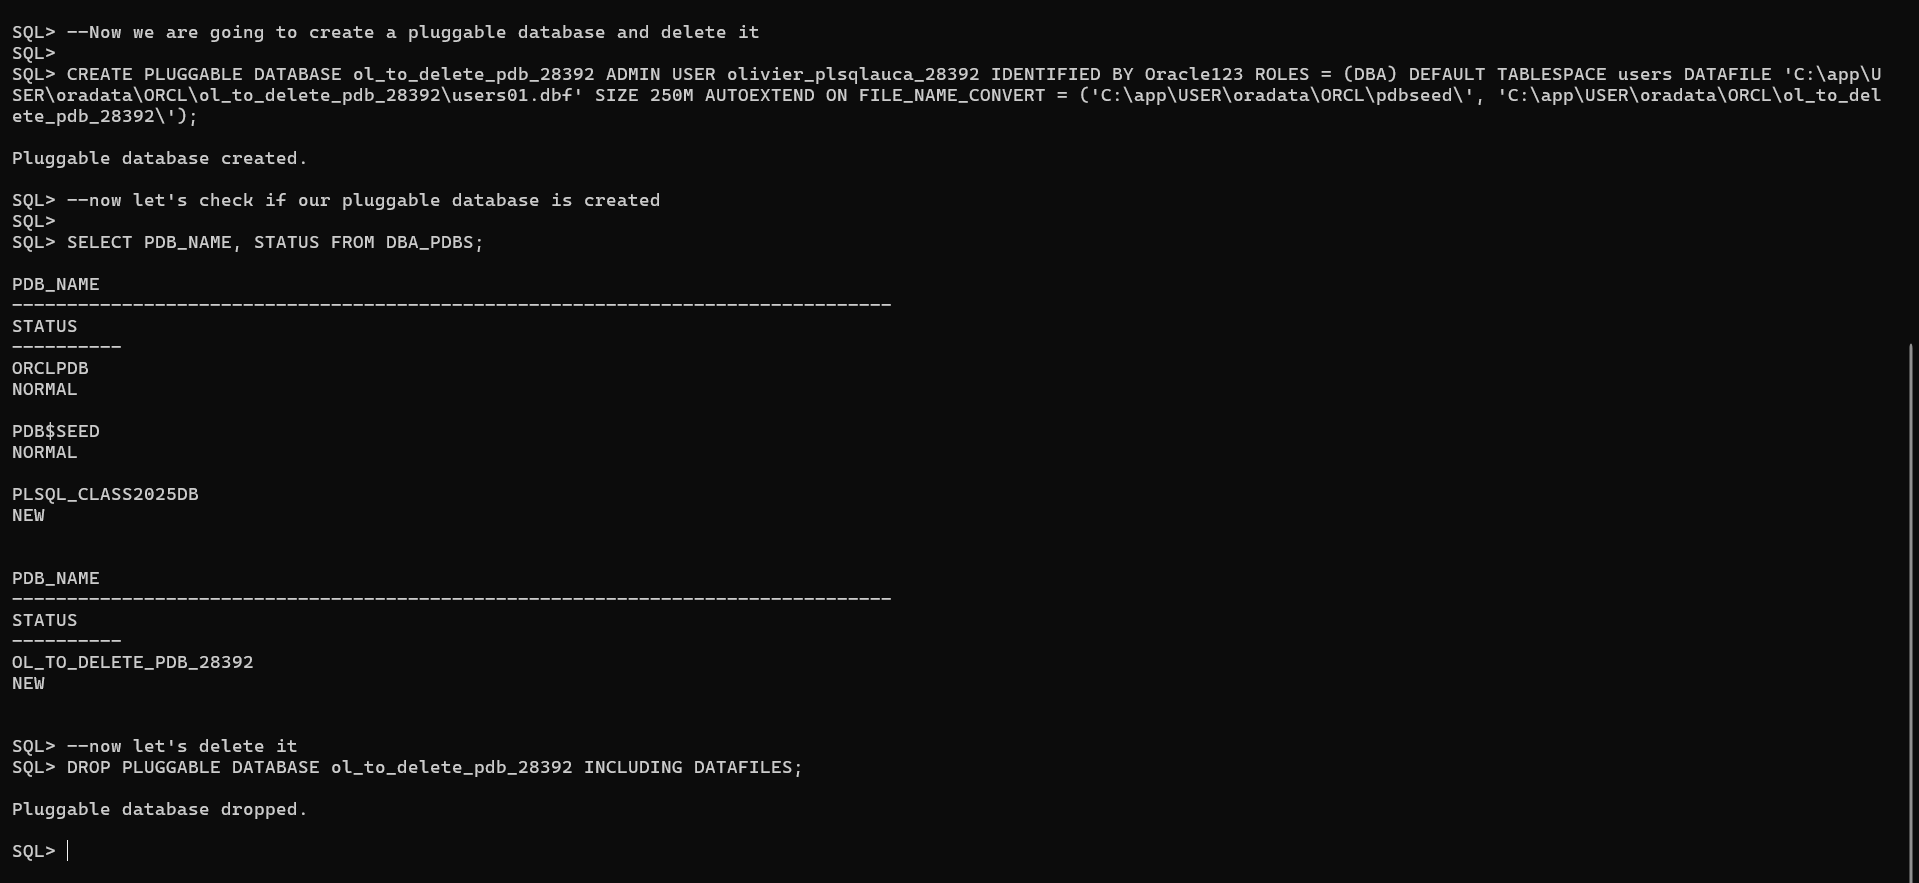 SQL> --Now we are going to create a pluggable database and delete it
SQL>
SQL> CREATE PLUGGABLE DATABASE ol_to_delete_pdb_28392 ADMIN USER olivier_plsqlauca_28392 IDENTIFIED BY Oracle123 ROLES = (DBA) DEFAULT TABLESPACE users DATAFILE 'C:\app\U
SER\oradata\ORCL\ol_to_delete_pdb_28392\users01.dbf' SIZE 250M AUTOEXTEND ON FILE_NAME_CONVERT = ('C:\app\USER\oradata\ORCL\pdbseed\', 'C:\app\USER\oradata\ORCL\ol_to_del
ete_pdb_28392\');
Pluggable database created.
SQL> --now let's check if our pluggable database is created
SQL>
SQL> SELECT PDB_NAME, STATUS FROM DBA_PDBS;
PDB_NAME
--------------------------------------------------------------------------------
STATUS
----------
ORCLPDB
NORMAL
PDB$SEED
NORMAL
PLSQL_CLASS2025DB
NEW
PDB_NAME
--------------------------------------------------------------------------------
STATUS
----------
OL_TO_DELETE_PDB_28392
NEW
SQL> --now let's delete it
SQL> DROP PLUGGABLE DATABASE ol_to_delete_pdb_28392 INCLUDING DATAFILES;
Pluggable database dropped.
SQL>